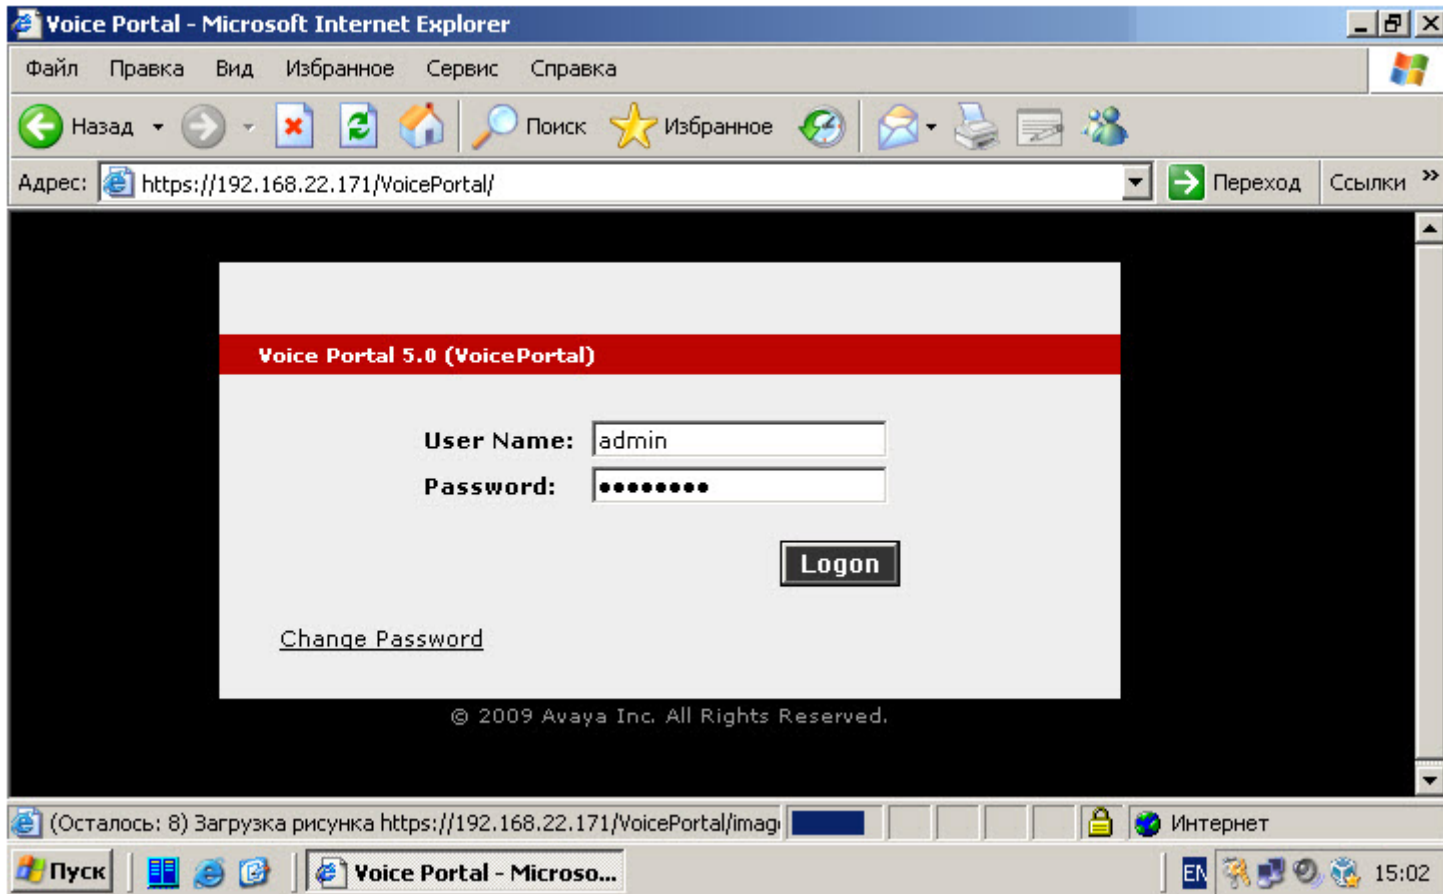 Voice Portal - Microsoft Internet Explorer
Файл Правка Вид Избранное Сервис Справка
Назад Поиск Избранное
Адрес: https://192.168.22.171/VoicePortal/ Переход Ссылки »
Voice Portal 5.0 (VoicePortal)
User Name: admin
Password: ••••••••
Logon
Change Password
© 2009 Avaya Inc. All Rights Reserved.
(Осталось: 8) Загрузка рисунка https://192.168.22.171/VoicePortal/imag Интернет
Пуск Voice Portal - Microso... EN 15:02